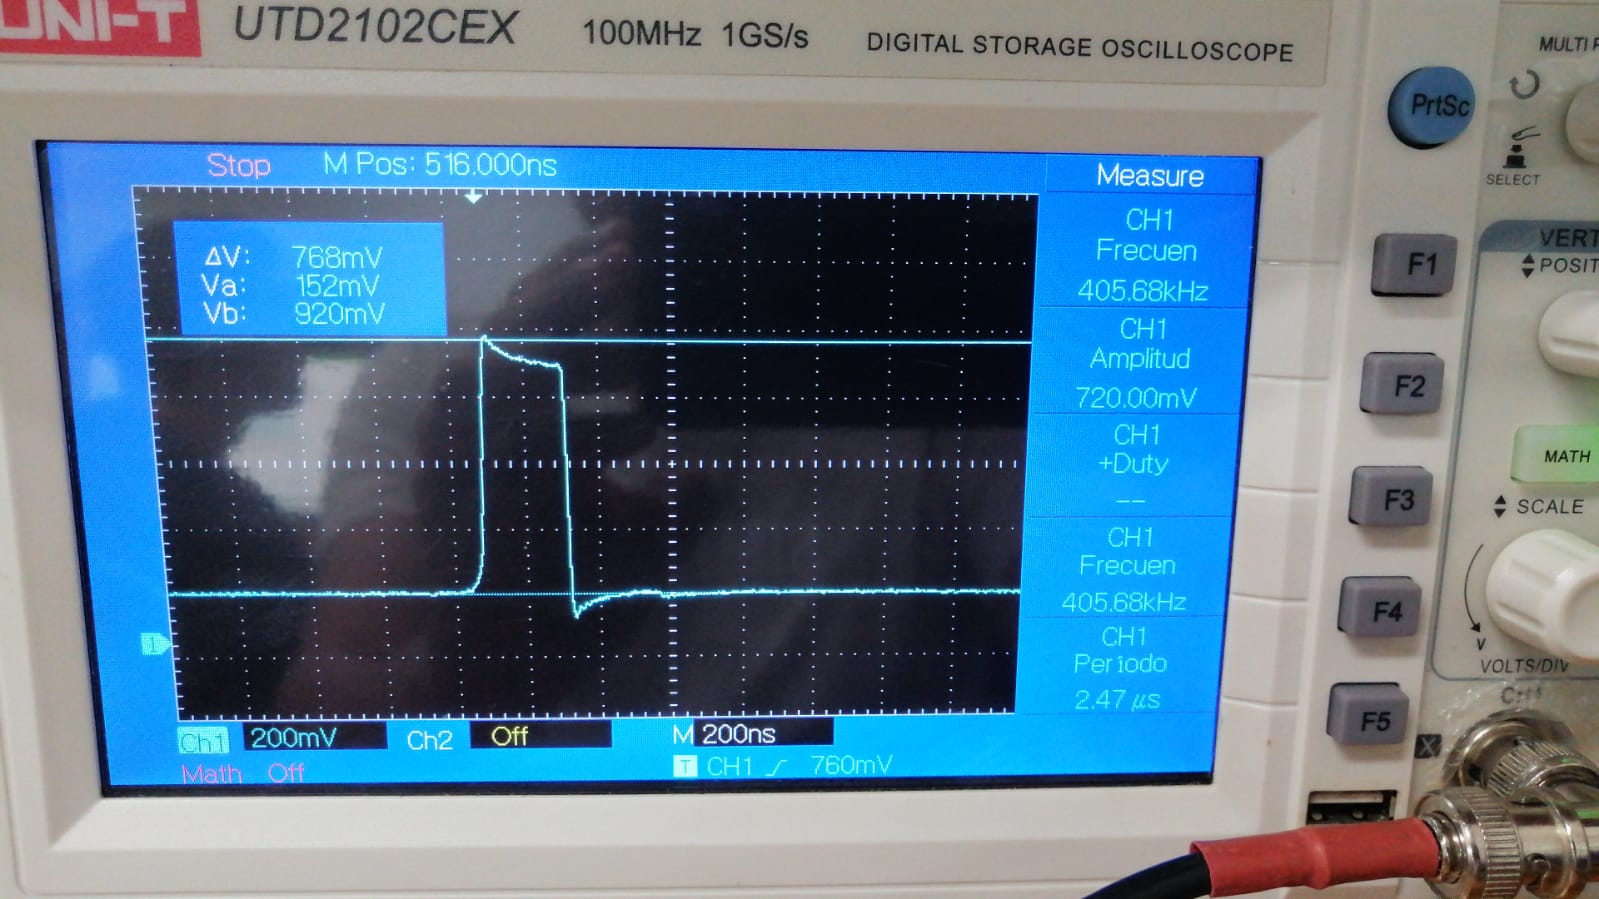 UNI-T UTD2102CEX 100MHz 1GS/s DIGITAL STORAGE OSCILLOSCOPE
Stop M Pos: 516.000ns
ΔV: 768mV
Va: 152mV
Vb: 920mV
Measure
CH1
Frecuen
405.68kHz
CH1
Amplitud
720.00mV
CH1
+Duty
--
CH1
Frecuen
405.68kHz
CH1
Período
2.47 µs
1
Ch1 200mV Ch2 Off M 200ns
Math Off T CH1 760mV
PrtSc
SELECT
F1
F2
F3
F4
F5
MULTI
VERT
POSIT
MATH
SCALE
V
VOLTS/DIV
CH1
X